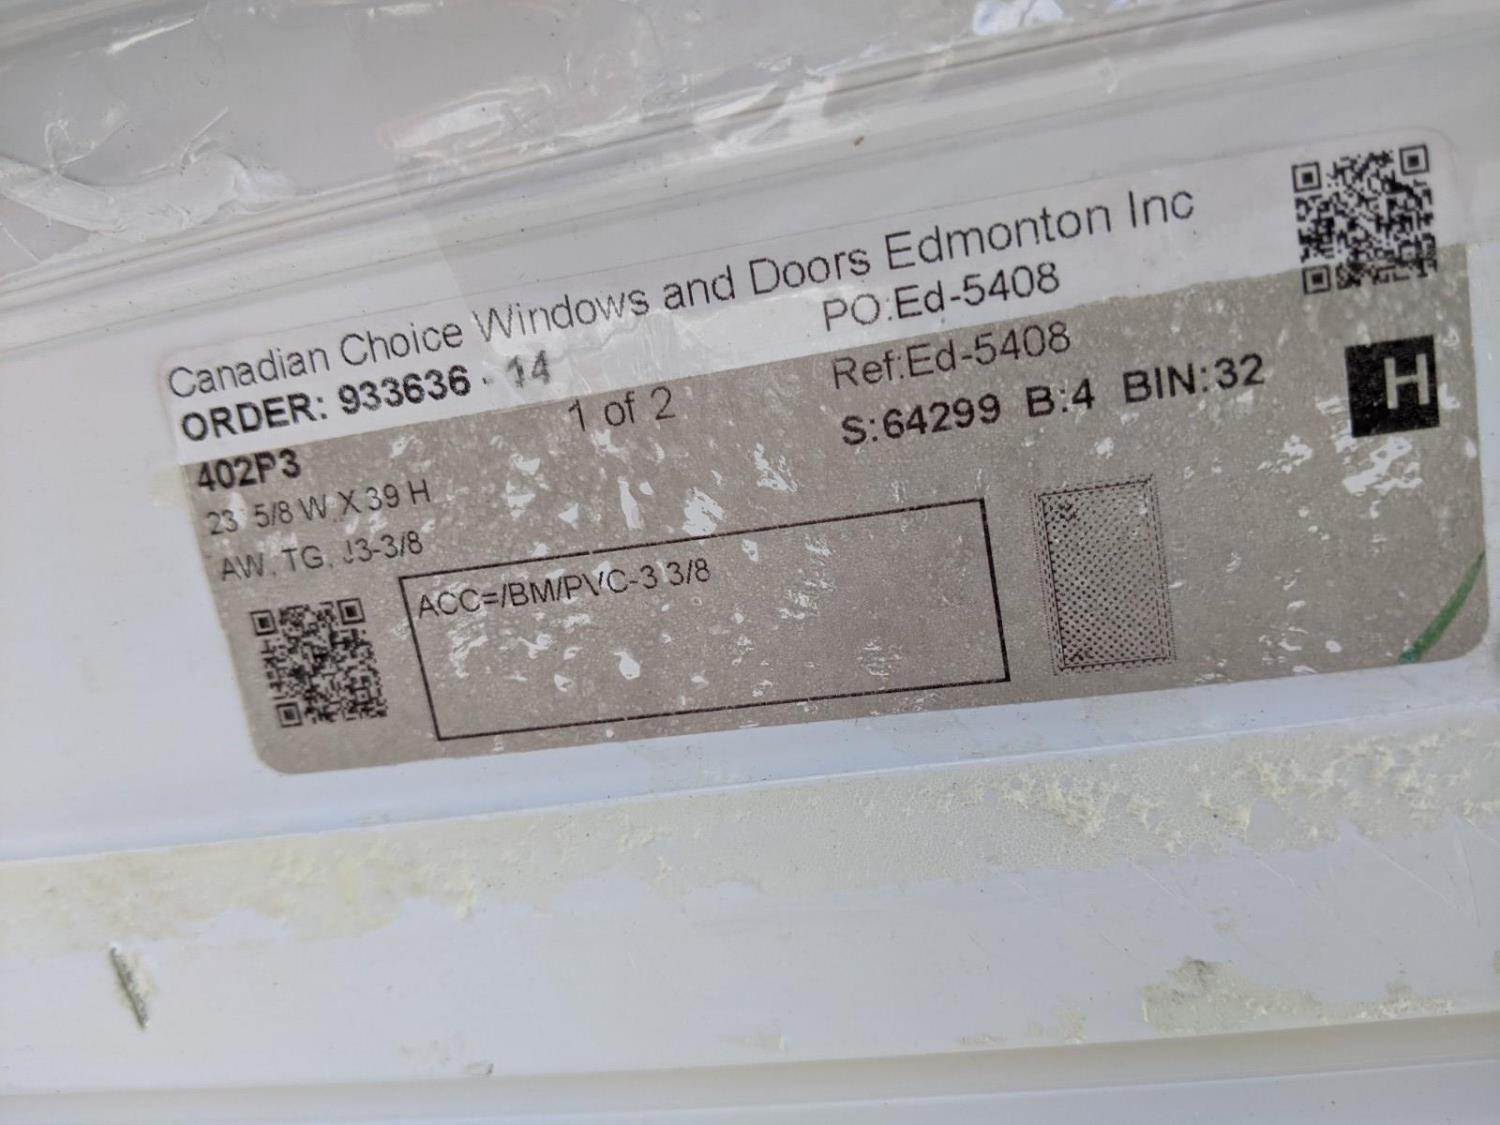 Canadian Choice Windows and Doors Edmonton Inc
ORDER: 933636 - 14
PO:Ed-5408
1 of 2
Ref:Ed-5408
402P3
S:64299 B:4 BIN:32
H
23 5/8 W X 39 H
AW, TG, J3-3/8
ACC=/BM/PVC-3 3/8